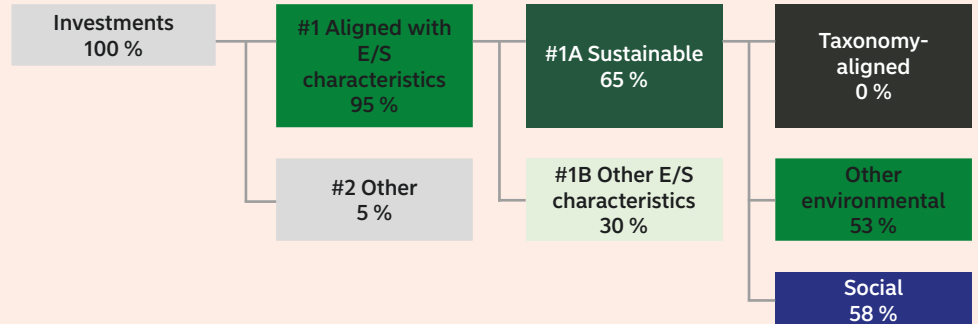 Investments
100 %
#1 Aligned with
E/S
characteristics
95 %
#2 Other
5 %
#1A Sustainable
65 %
#1B Other E/S
characteristics
30 %
Taxonomy-
aligned
0 %
Other
environmental
53 %
Social
58 %